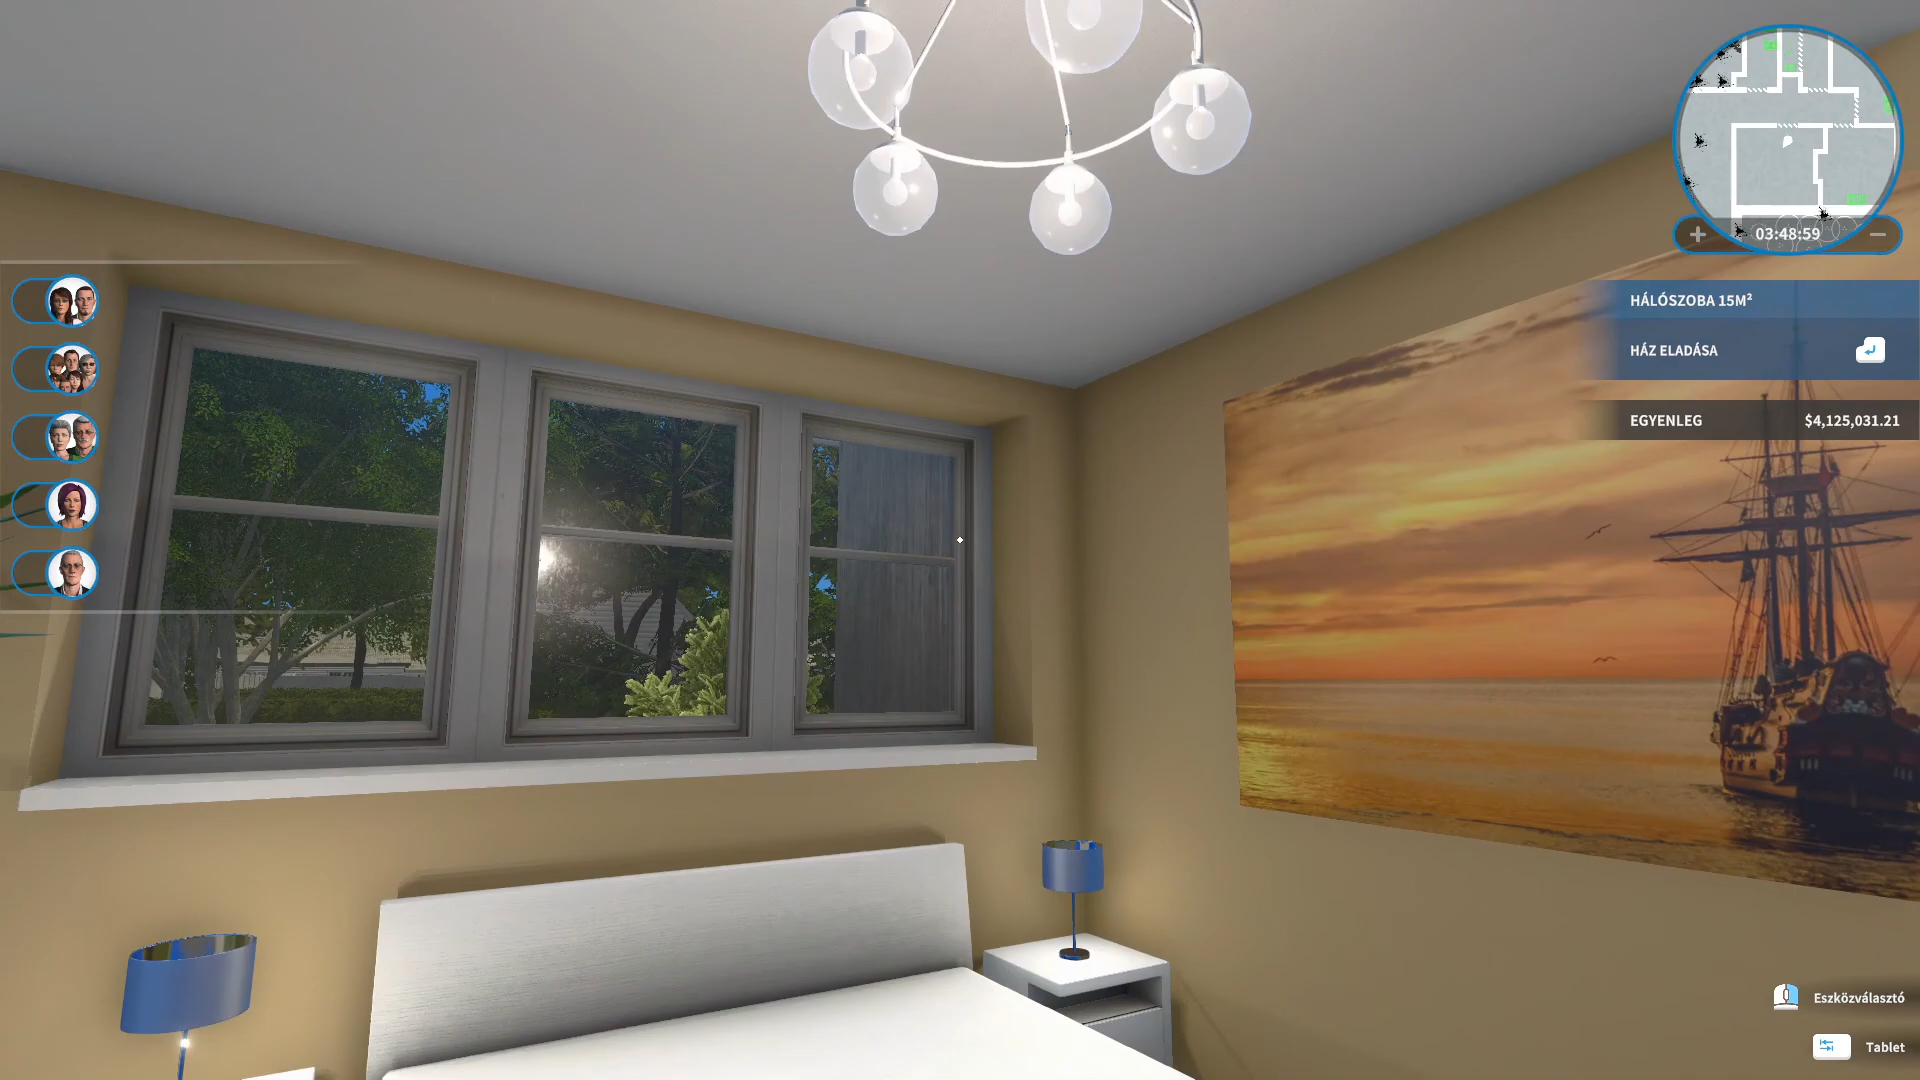 03:48:59
HÁLÓSZOBA 15M²
HÁZ ELADÁSA
EGYENLEG $4,125,031.21
Eszközválasztó
Tablet